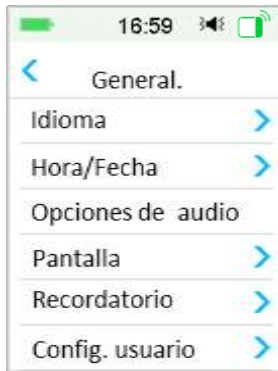 16:59
General.
Idioma
Hora/Fecha
Opciones de audio
Pantalla
Recordatorio
Config. usuario